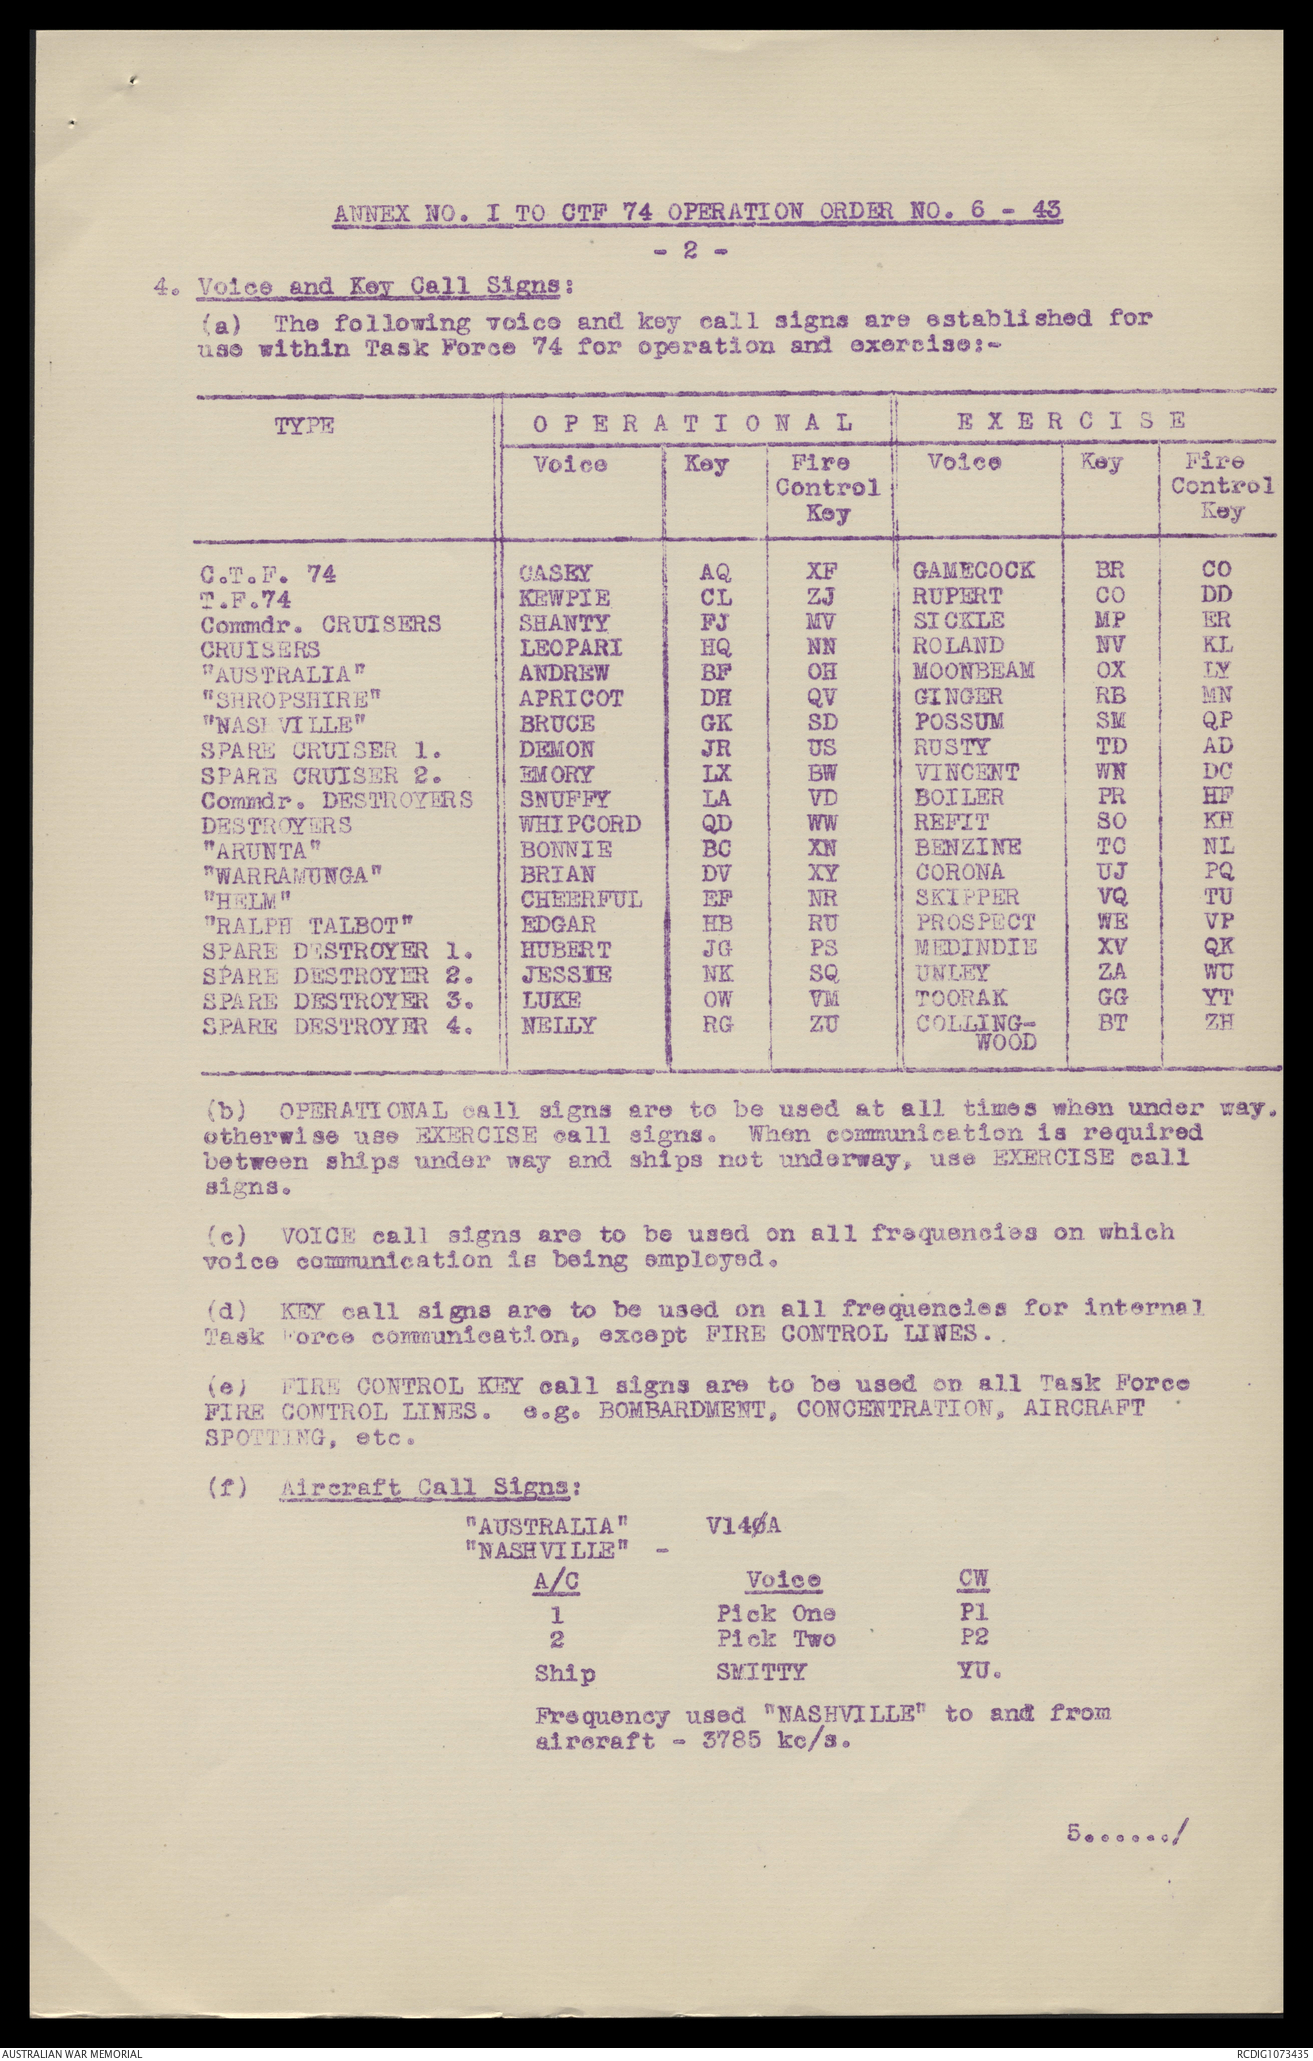 ANNEX NO. I TO CTF 74 OPERATION ORDER NO. 6 - 43
- 2 -
4. Voice and Key Call Signs:
(a) The following voice and key call signs are established for
use within Task Force 74 for operation and exercise:-
TYPE OPERATIONAL EXERCISE
Voice Key Fire Voice Key Fire
Control Control
Key Key
C.T.F. 74 CASEY AQ XF GAMECOCK BR CO
T.F.74 KEWPIE CL ZJ RUPERT CO DD
Commdr. CRUISERS SHANTY FJ MV SICKLE MP ER
CRUISERS LEOPARI HQ NN ROLAND NV KL
"AUSTRALIA" ANDREW BF OH MOONBEAM OX LY
"SHROPSHIRE" APRICOT DH QV GINGER RB MN
"NASHVILLE" BRUCE GK SD POSSUM SM QP
SPARE CRUISER 1. DEMON JR US RUSTY TD AD
SPARE CRUISER 2. EMORY LX BW VINCENT WN DC
Commdr. DESTROYERS SNUFFY LA VD BOILER PR HF
DESTROYERS WHIPCORD QD WW REFIT SO KH
"ARUNTA" BONNIE BC XN BENZINE TC NL
"WARRAMUNGA" BRIAN DV XY CORONA UJ PQ
"HELM" CHEERFUL EF NR SKIPPER VQ TU
"RALPH TALBOT" EDGAR HB RU PROSPECT WE VP
SPARE DESTROYER 1. HUBERT JG PS MEDINDIE XV QK
SPARE DESTROYER 2. JESSIE NK SQ UNLEY ZA WU
SPARE DESTROYER 3. LUKE OW VM TOORAK GG YT
SPARE DESTROYER 4. NELLY RG ZU COLLING- BT ZH
WOOD
(b) OPERATIONAL call signs are to be used at all times when under way.
otherwise use EXERCISE call signs. When communication is required
between ships under way and ships not underway, use EXERCISE call
signs.
(c) VOICE call signs are to be used on all frequencies on which
voice communication is being employed.
(d) KEY call signs are to be used on all frequencies for internal
Task Force communication, except FIRE CONTROL LINES.
(e) FIRE CONTROL KEY call signs are to be used on all Task Force
FIRE CONTROL LINES. e.g. BOMBARDMENT, CONCENTRATION, AIRCRAFT
SPOTTING, etc.
(f) Aircraft Call Signs:
"AUSTRALIA" V14ØA
"NASHVILLE" -
A/C Voice CW
1 Pick One P1
2 Pick Two P2
Ship SMITTY YU.
Frequency used "NASHVILLE" to and from
aircraft - 3785 kc/s.
5......./
AUSTRALIAN WAR MEMORIAL RCDIG1073435